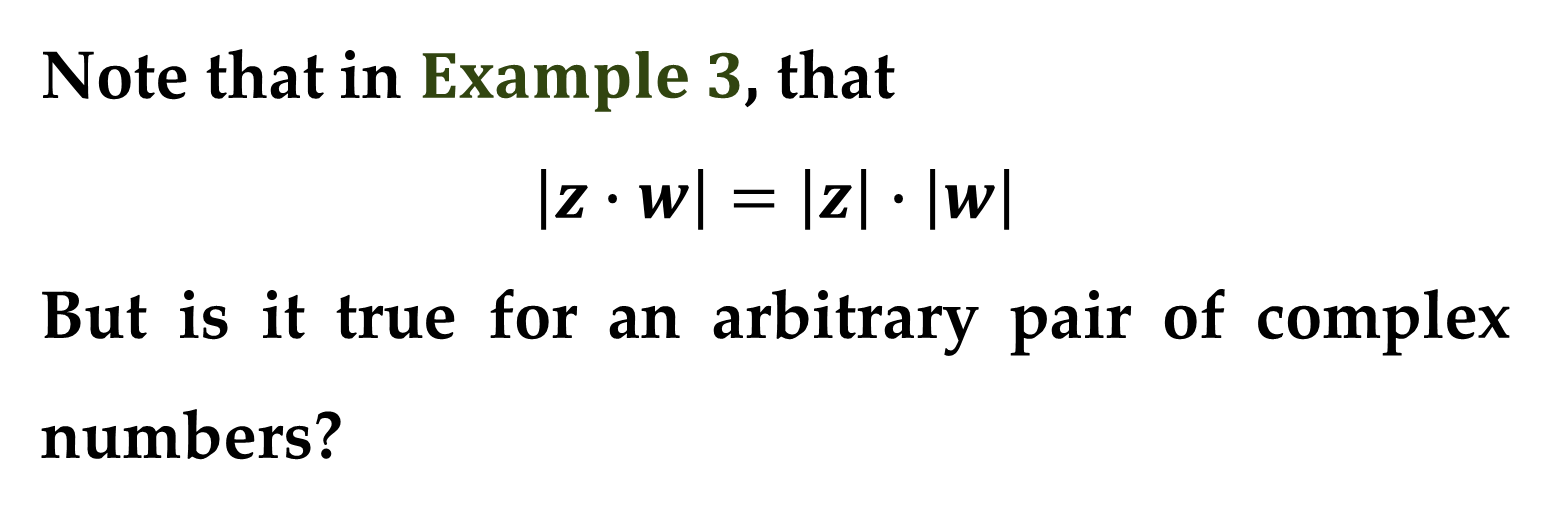 Note that in Example 3, that
|z · w| = |z| · |w|
But is it true for an arbitrary pair of complex
numbers?